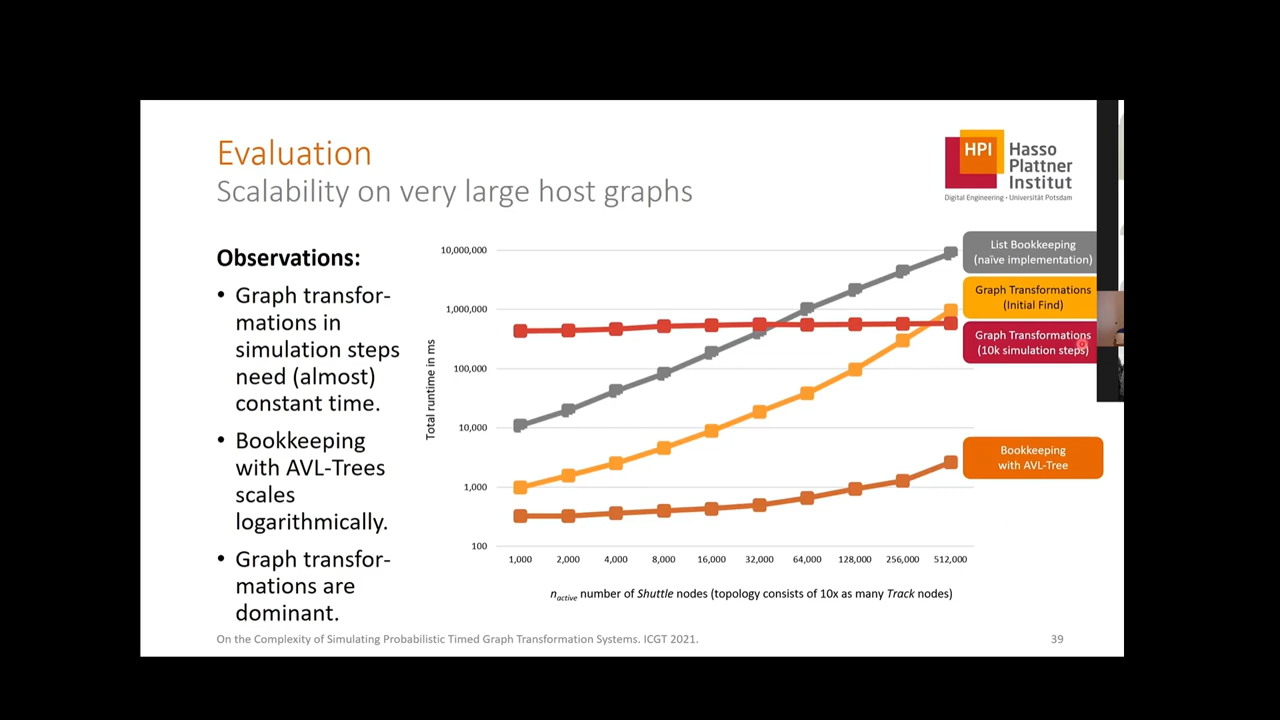 Evaluation
Scalability on very large host graphs
HPI Hasso
Plattner
Institut
Digital Engineering • Universität Potsdam
Observations:
• Graph transfor-
mations in
simulation steps
need (almost)
constant time.
• Bookkeeping
with AVL-Trees
scales
logarithmically.
• Graph transfor-
mations are
dominant.
Total runtime in ms
10,000,000
1,000,000
100,000
10,000
1,000
100
1,000 2,000 4,000 8,000 16,000 32,000 64,000 128,000 256,000 512,000
nactive number of Shuttle nodes (topology consists of 10x as many Track nodes)
List Bookkeeping
(naïve implementation)
Graph Transformations
(Initial Find)
Graph Transformations
(10k simulation steps)
Bookkeeping
with AVL-Tree
On the Complexity of Simulating Probabilistic Timed Graph Transformation Systems. ICGT 2021.
39